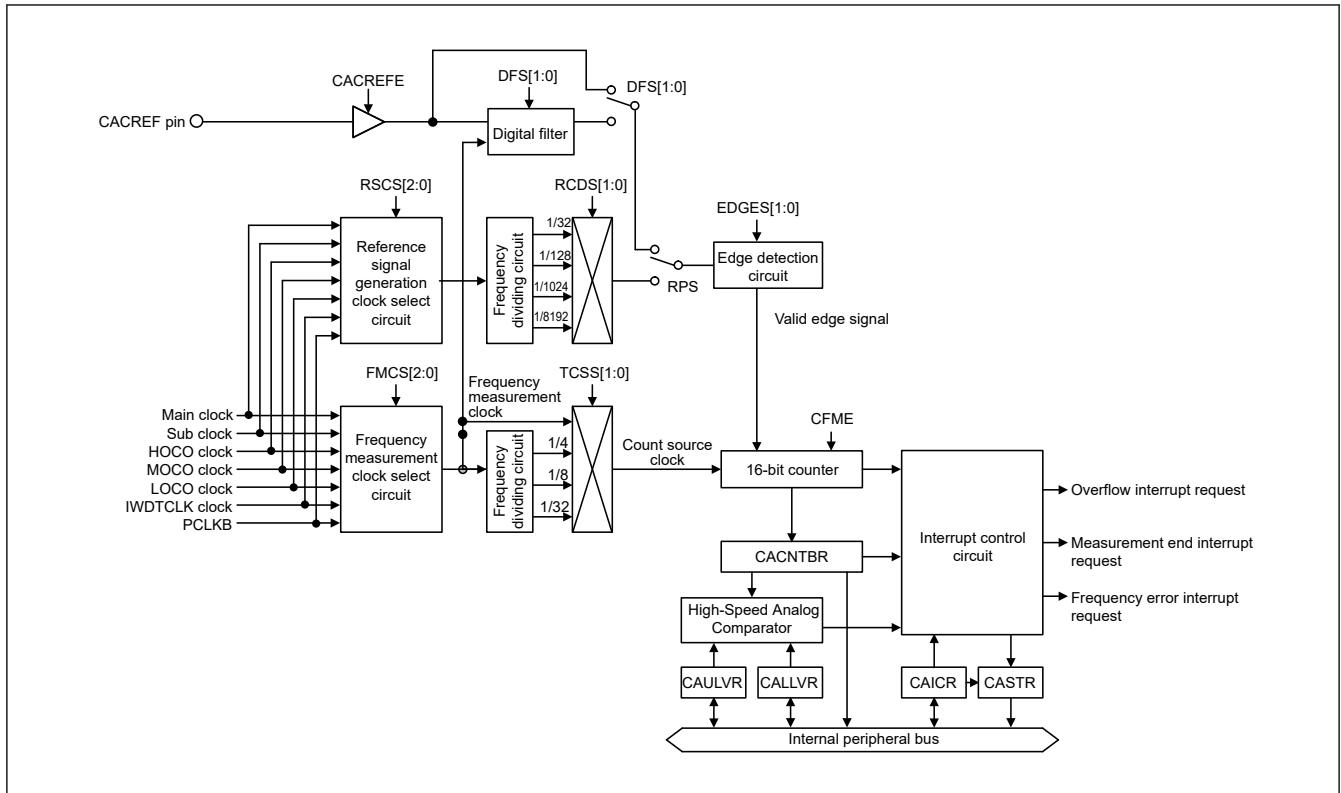 DFS[1:0]
CACREFE
DFS[1:0]
CACREF pin
Digital filter
RSCS[2:0]
RCDS[1:0]
EDGES[1:0]
Reference
signal
generation
clock select
circuit
Frequency
dividing circuit
1/32
1/128
1/1024
1/8192
RPS
Edge detection
circuit
Valid edge signal
FMCS[2:0]
TCSS[1:0]
Frequency
measurement
clock
Main clock
Sub clock
HOCO clock
MOCO clock
LOCO clock
IWDTCLK clock
PCLKB
Frequency
measurement
clock select
circuit
Frequency
dividing circuit
1/4
1/8
1/32
Count source
clock
CFME
16-bit counter
CACNTBR
High-Speed Analog
Comparator
CAULVR
CALLVR
Interrupt control
circuit
Overflow interrupt request
Measurement end interrupt
request
Frequency error interrupt
request
CAICR
CASTR
Internal peripheral bus